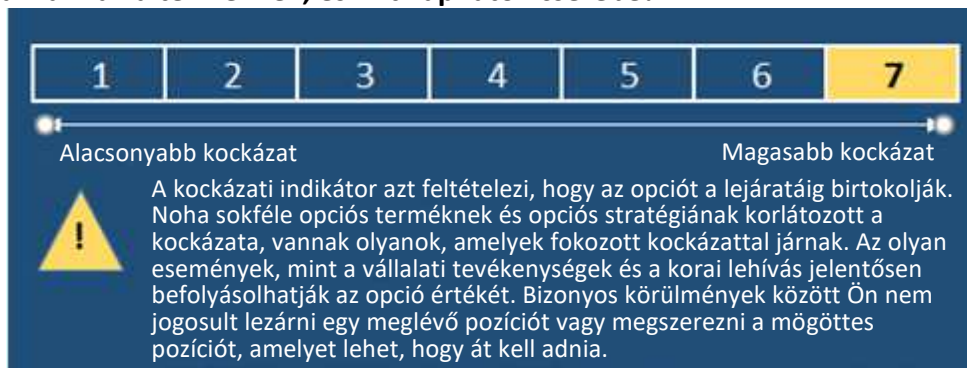 1 2 3 4 5 6 7
Alacsonyabb kockázat Magasabb kockázat
A kockázati indikátor azt feltételezi, hogy az opciót a lejáratáig birtokolják.
Noha sokféle opciós terméknek és opciós stratégiának korlátozott a
kockázata, vannak olyanok, amelyek fokozott kockázattal járnak. Az olyan
események, mint a vállalati tevékenységek és a korai lehívás jelentősen
befolyásolhatják az opció értékét. Bizonyos körülmények között Ön nem
jogosult lezárni egy meglévő pozíciót vagy megszerezni a mögöttes
pozíciót, amelyet lehet, hogy át kell adnia.
!